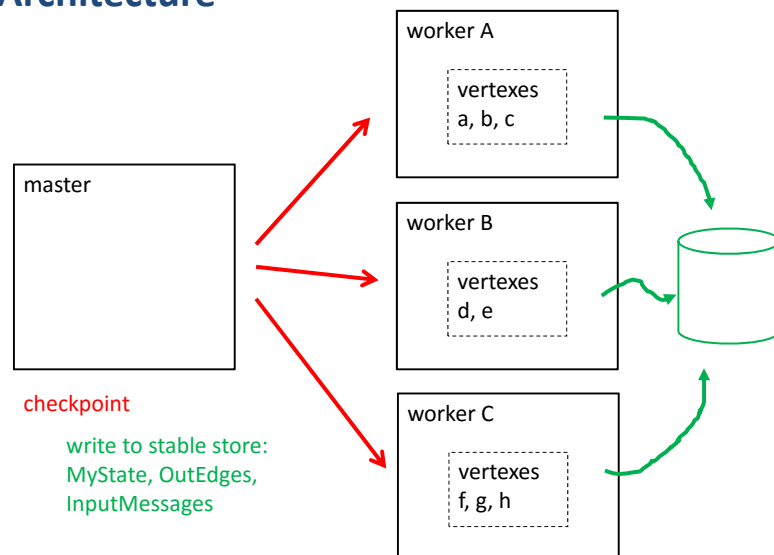 Architecture
worker A
vertexes
a, b, c
master
worker B
vertexes
d, e
checkpoint
write to stable store:
MyState, OutEdges,
InputMessages
worker C
vertexes
f, g, h